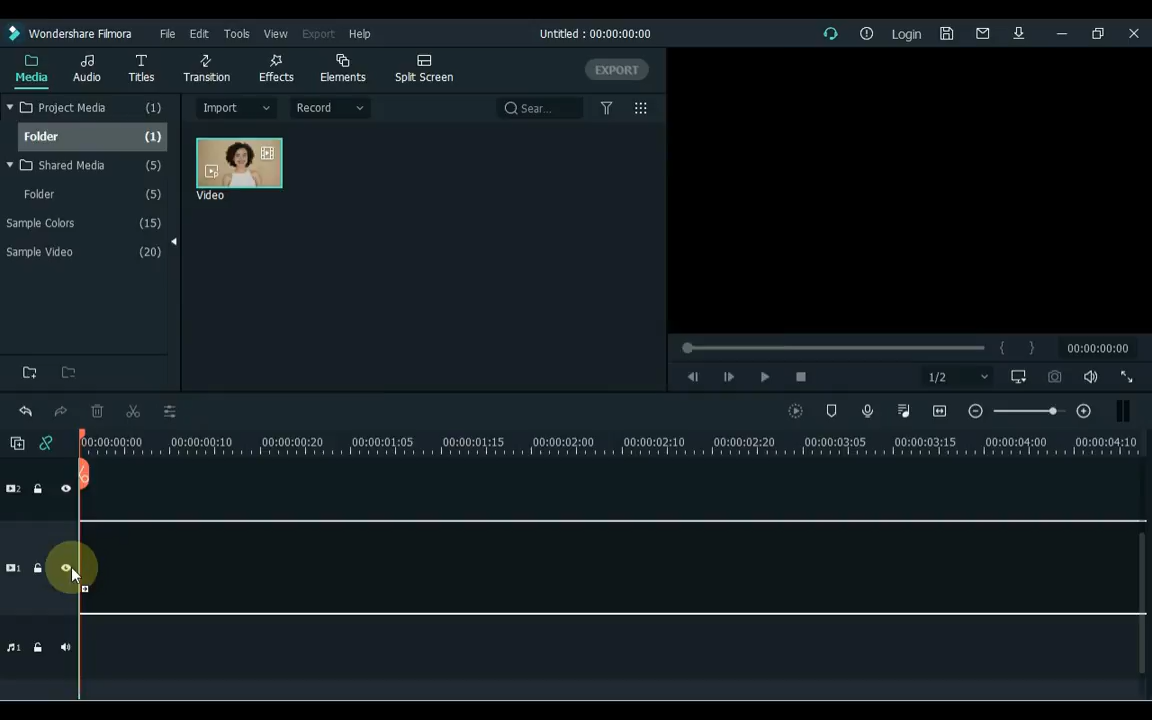 Wondershare Filmora File Edit Tools View Export Help Untitled : 00:00:00:00 Login
Media Audio Titles Transition Effects Elements Split Screen EXPORT
Project Media (1) Import Record Sear...
Folder (1)
Shared Media (5)
Folder (5) Video
Sample Colors (15)
Sample Video (20)
{ } 00:00:00:00
1/2
00:00:00:00 00:00:00:10 00:00:00:20 00:00:01:05 00:00:01:15 00:00:02:00 00:00:02:10 00:00:02:20 00:00:03:05 00:00:03:15 00:00:04:00 00:00:04:10
2
1
1